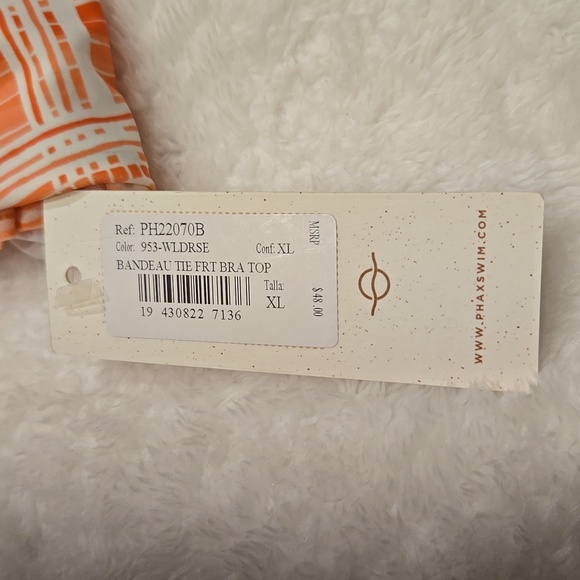 Ref: PH22070B
Color: 953-WLDRSE Conf: XL
BANDEAU TIE FRT BRA TOP
Talla:
XL
19 430822 7136
MSRP $ 48.00
WWW.PHAXSWIM.COM